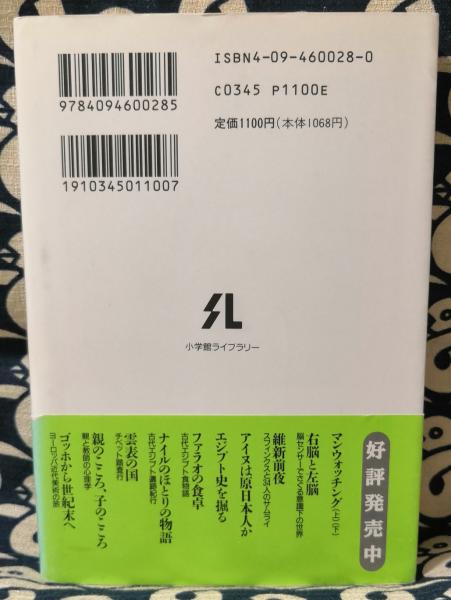 ISBN4-09-460028-0
C0345 P1100E
定価1100円(本体1068円)
9784094600285
1910345011007
SL
小学館ライブラリー
好評発売中
マンウォッチング(上)(下)
右脳と左脳
脳センサーでさぐる意識下の世界
維新前夜
スフィンクスと34人のサムライ
アイヌは原日本人か
エジプト史を掘る
ファラオの食卓
古代エジプト食物語
ナイルのほとりの物語
古代エジプト遺跡紀行
雲表の国
チベット踏査行
親のこころ、子のこころ
親と教師の心理学
ゴッホから世紀末へ
ヨーロッパ近代美術の旅